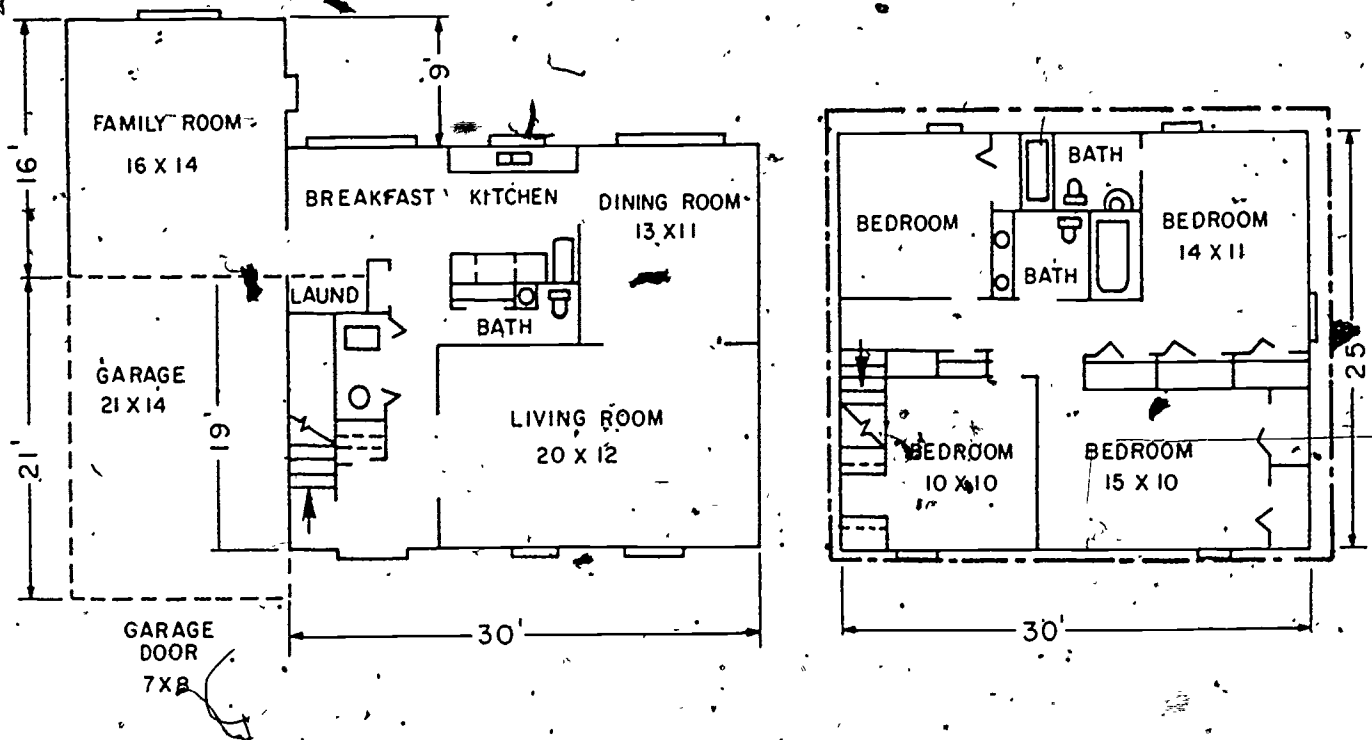 FAMILY ROOM
16 X 14
16'
9'
BREAKFAST
KITCHEN
DINING ROOM
13 X 11
LAUND
BATH
GARAGE
21 X 14
21'
19'
LIVING ROOM
20 X 12
30'
GARAGE
DOOR
7 X 8
BATH
BEDROOM
BEDROOM
14 X 11
BATH
BEDROOM
10 X 10
BEDROOM
15 X 10
25'
30'